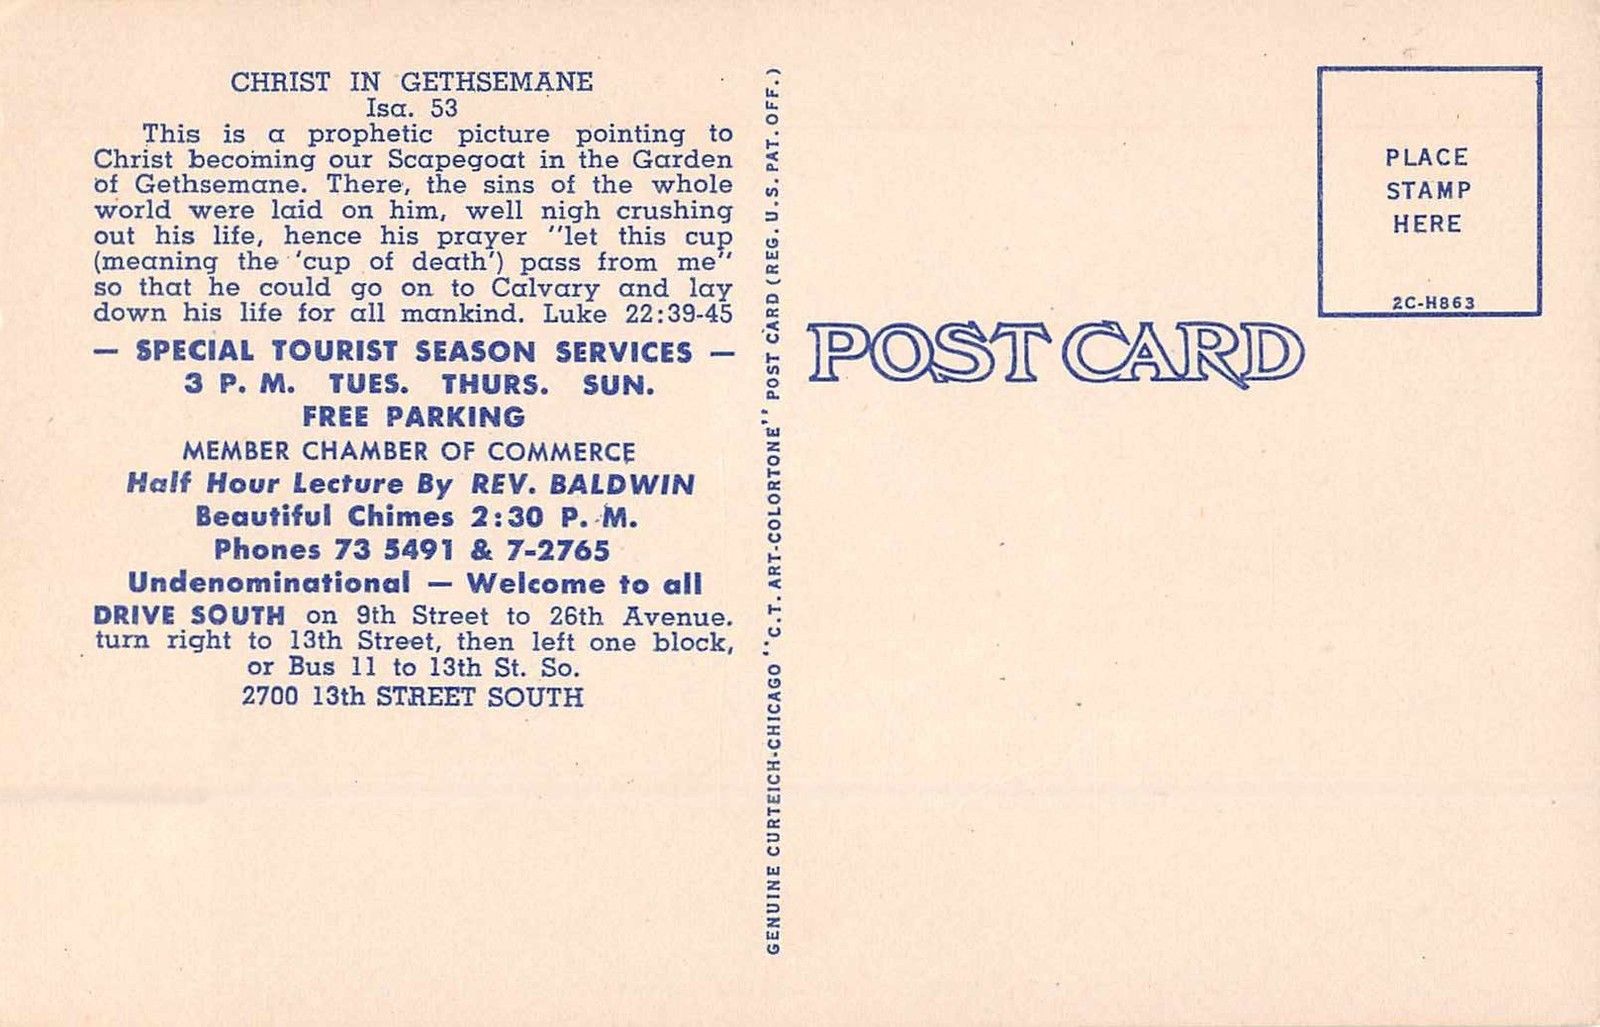 CHRIST IN GETHSEMANE
Isa. 53
This is a prophetic picture pointing to
Christ becoming our Scapegoat in the Garden
of Gethsemane. There, the sins of the whole
world were laid on him, well nigh crushing
out his life, hence his prayer "let this cup
(meaning the 'cup of death') pass from me"
so that he could go on to Calvary and lay
down his life for all mankind. Luke 22:39-45
— SPECIAL TOURIST SEASON SERVICES —
3 P. M. TUES. THURS. SUN.
FREE PARKING
MEMBER CHAMBER OF COMMERCE
Half Hour Lecture By REV. BALDWIN
Beautiful Chimes 2:30 P. M.
Phones 73 5491 & 7-2765
Undenominational — Welcome to all
DRIVE SOUTH on 9th Street to 26th Avenue.
turn right to 13th Street, then left one block,
or Bus 11 to 13th St. So.
2700 13th STREET SOUTH
GENUINE CURTEICH-CHICAGO "C.T. ART-COLORTONE" POST CARD (REG. U.S. PAT. OFF.)
POST CARD
PLACE
STAMP
HERE
2C-H863